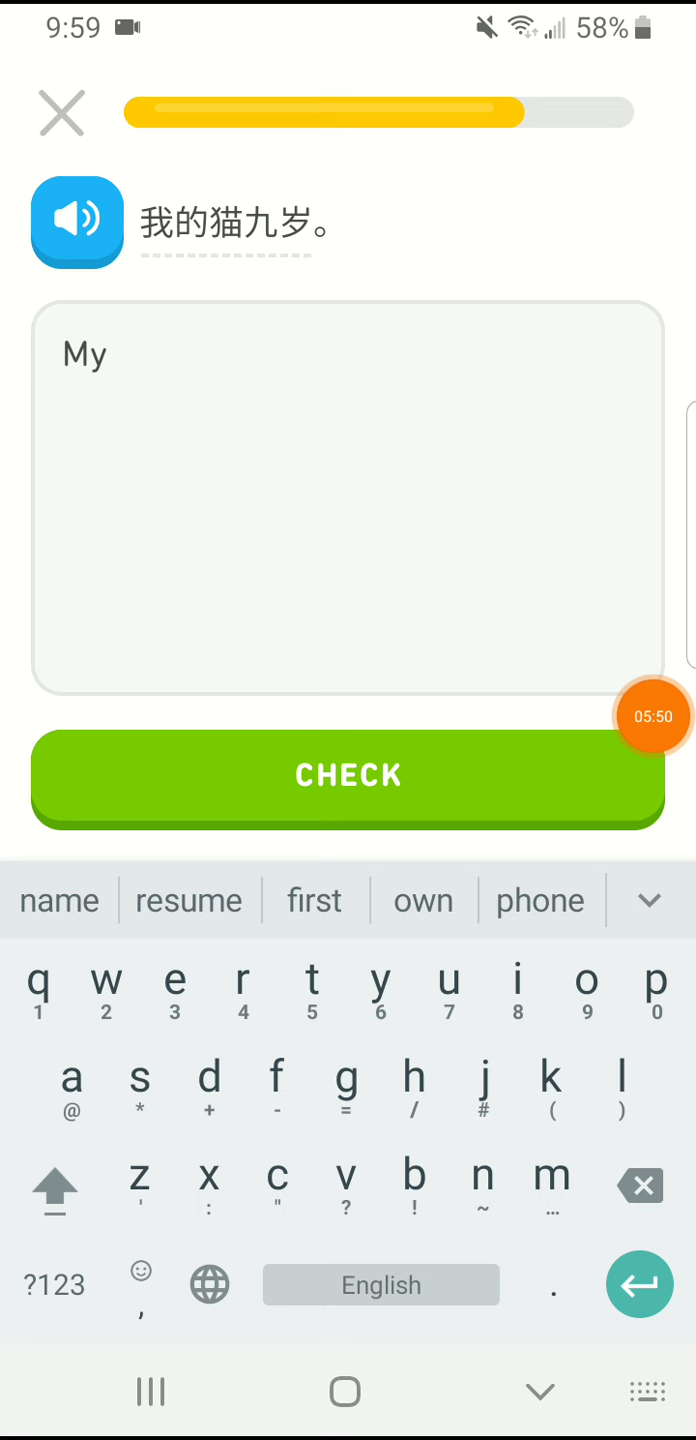 9:59 58%
我的猫九岁。
My
05:50
CHECK
name resume first own phone
q w e r t y u i o p
1 2 3 4 5 6 7 8 9 0
a s d f g h j k l
@ * + - = / # ( )
z x c v b n m
' : " ? ! ~ …
?123 , English .